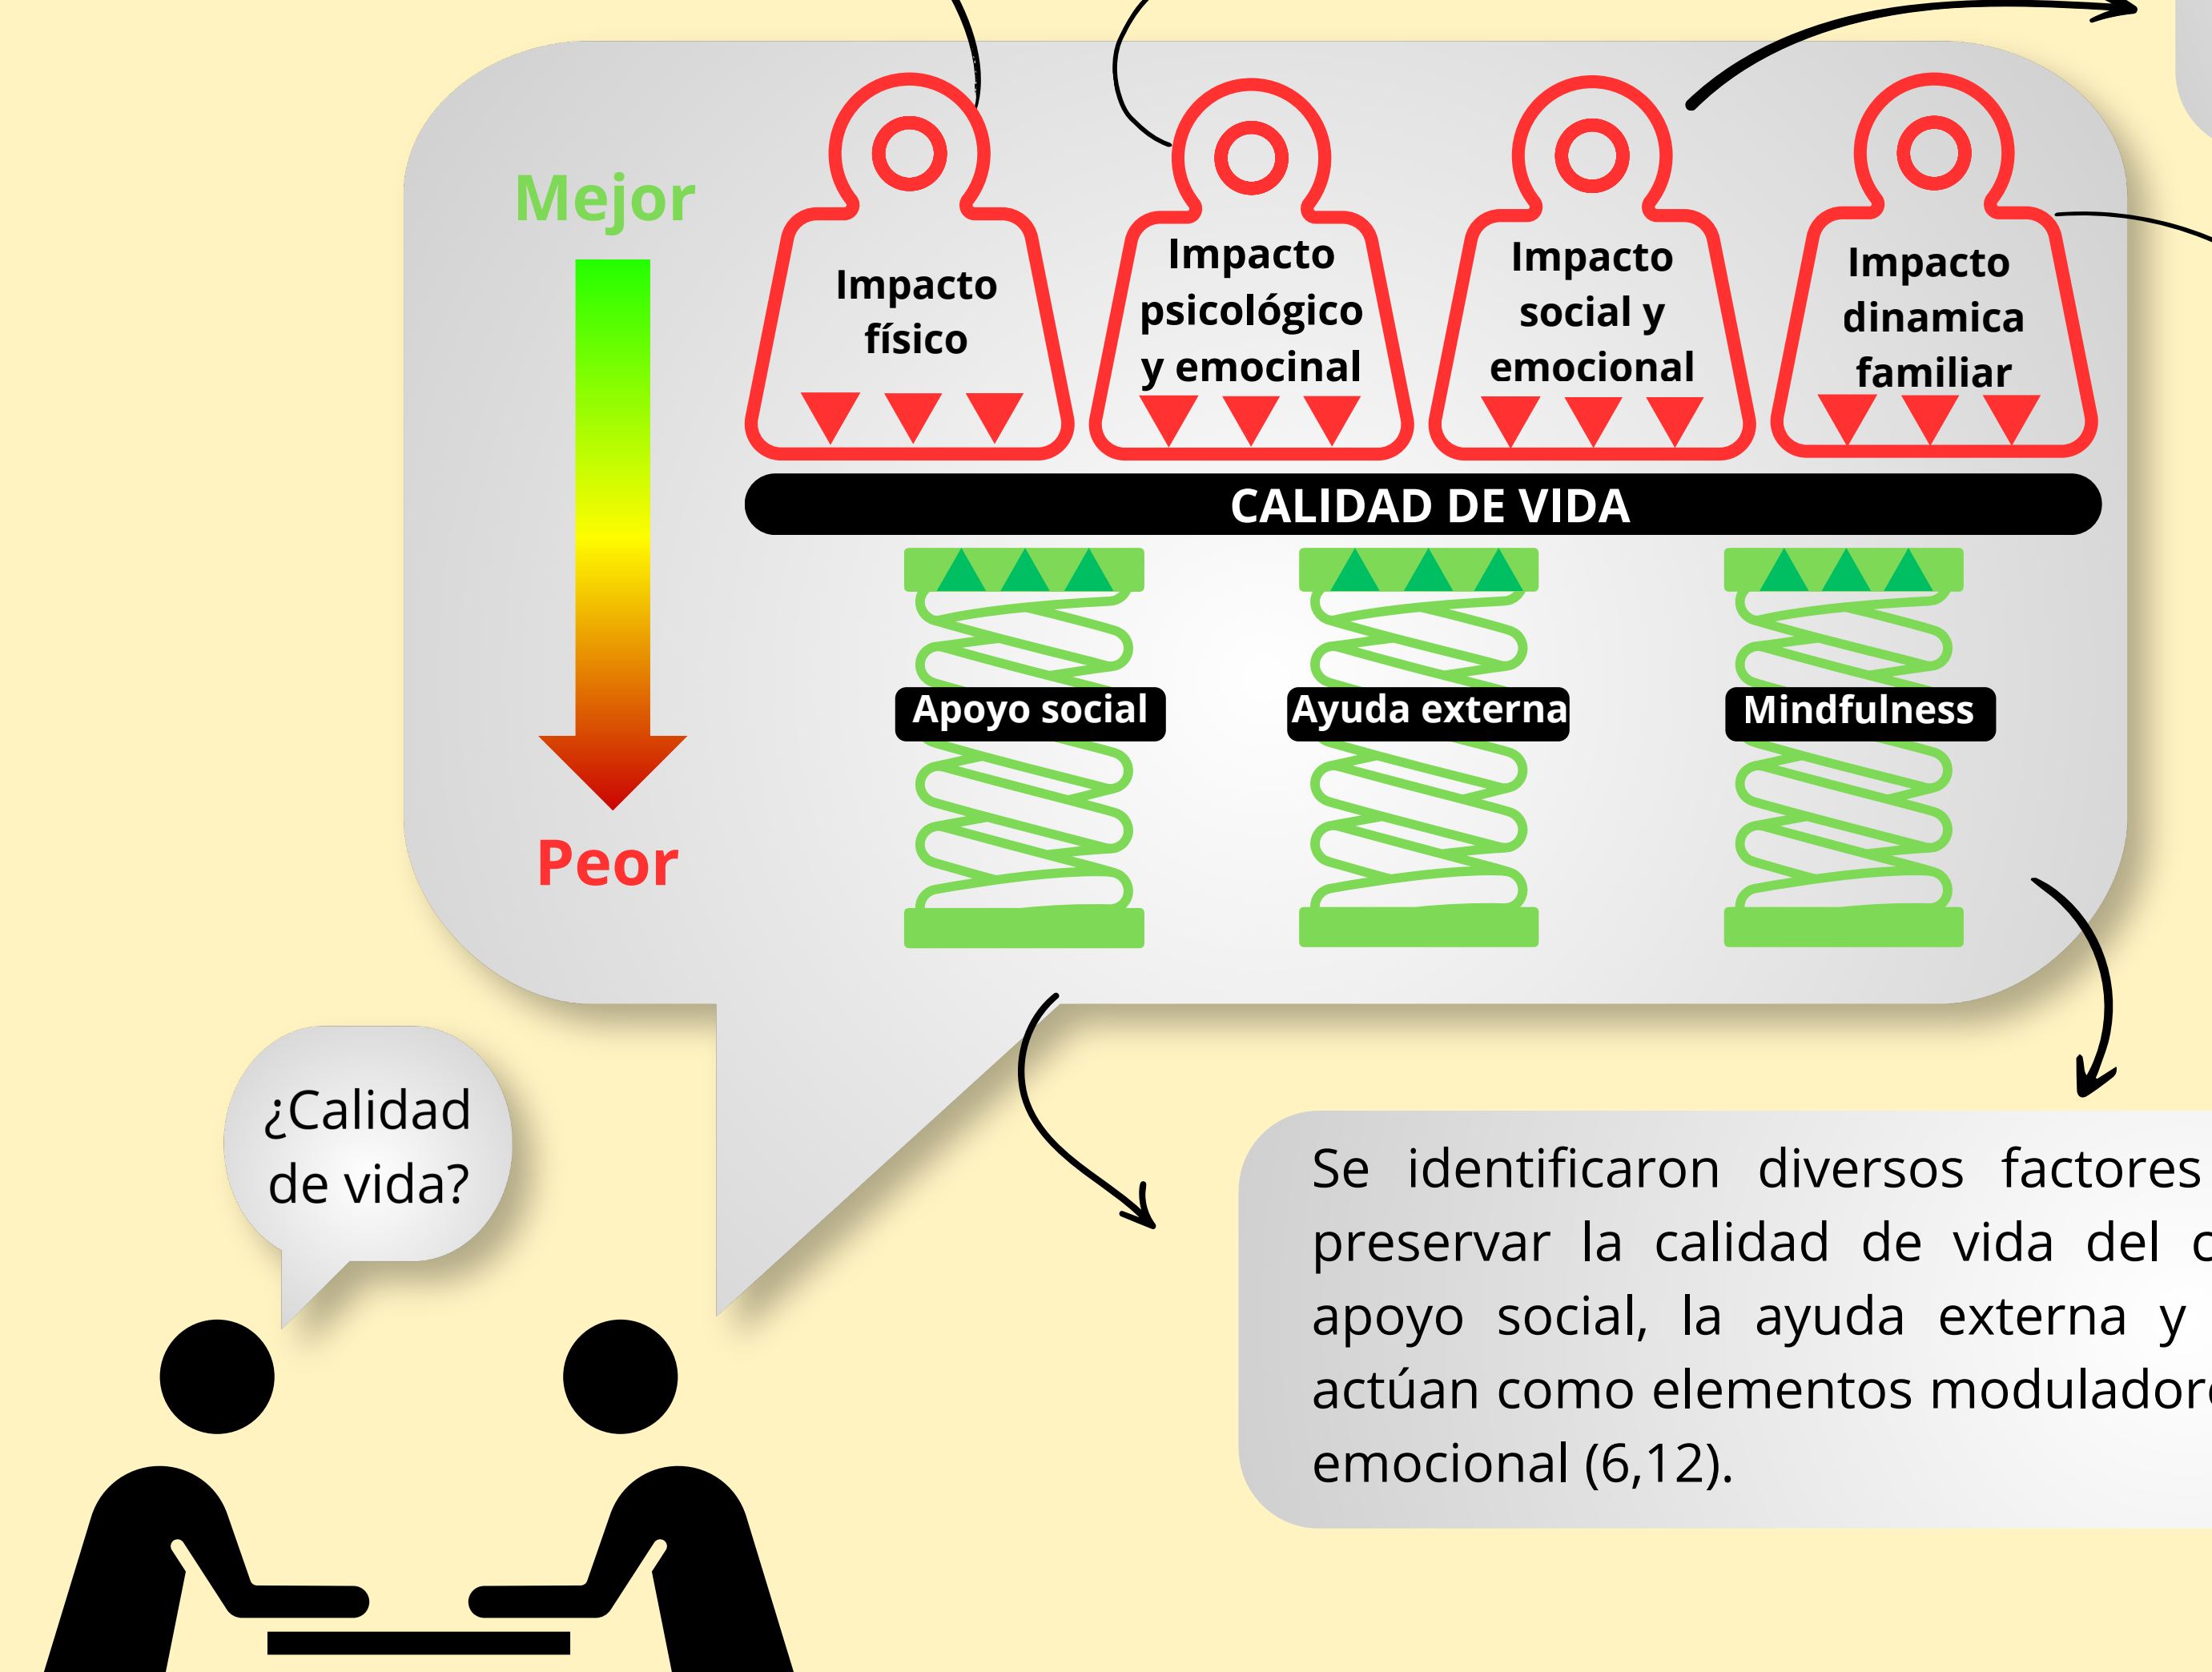 Mejor
Impacto
físico
Impacto
psicológico
y emocinal
Impacto
social y
emocional
Impacto
dinamica
familiar
CALIDAD DE VIDA
Apoyo social
Ayuda externa
Mindfulness
Peor
¿Calidad
de vida?
Se identificaron diversos factores
preservar la calidad de vida del
apoyo social, la ayuda externa y
actúan como elementos
emocional (6,12).